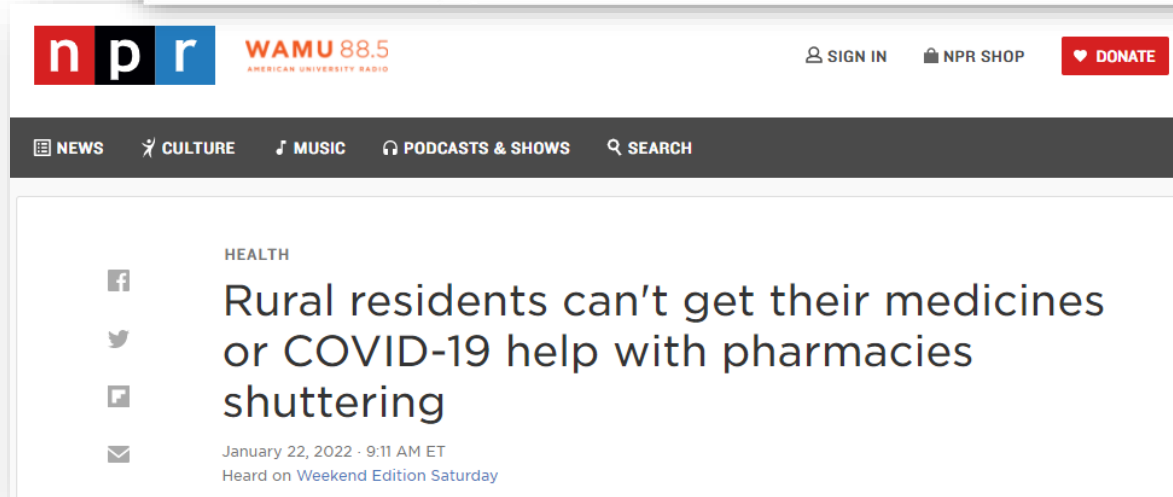 npr WAMU 88.5
AMERICAN UNIVERSITY RADIO
SIGN IN NPR SHOP DONATE
NEWS CULTURE MUSIC PODCASTS & SHOWS SEARCH
HEALTH
Rural residents can't get their medicines
or COVID-19 help with pharmacies
shuttering
January 22, 2022 · 9:11 AM ET
Heard on Weekend Edition Saturday